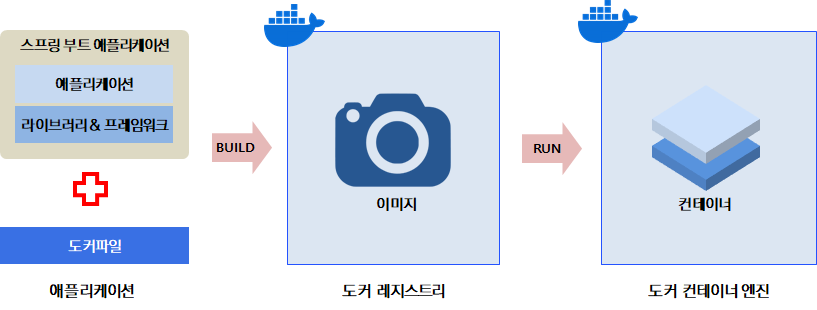 스프링 부트 애플리케이션
애플리케이션
라이브러리 & 프레임워크
도커파일
애플리케이션
BUILD
이미지
도커 레지스트리
RUN
컨테이너
도커 컨테이너 엔진